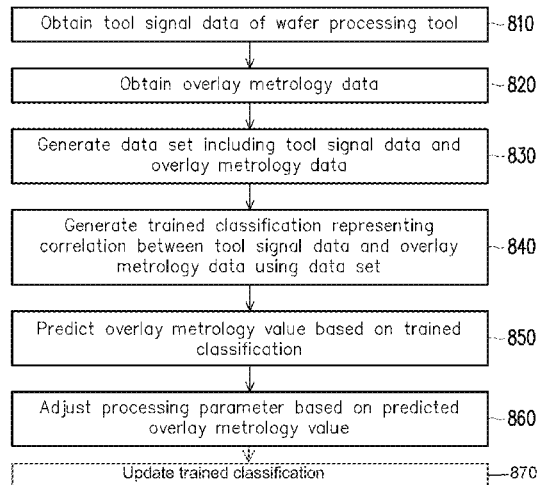 Obtain tool signal data of wafer processing tool
810
Obtain overlay metrology data
820
Generate data set including tool signal data and
overlay metrology data
830
Generate trained classification representing
correlation between tool signal data and overlay
metrology data using data set
840
Predict overlay metrology value based on trained
classification
850
Adjust processing parameter based on predicted
overlay metrology value
860
Update trained classification
870